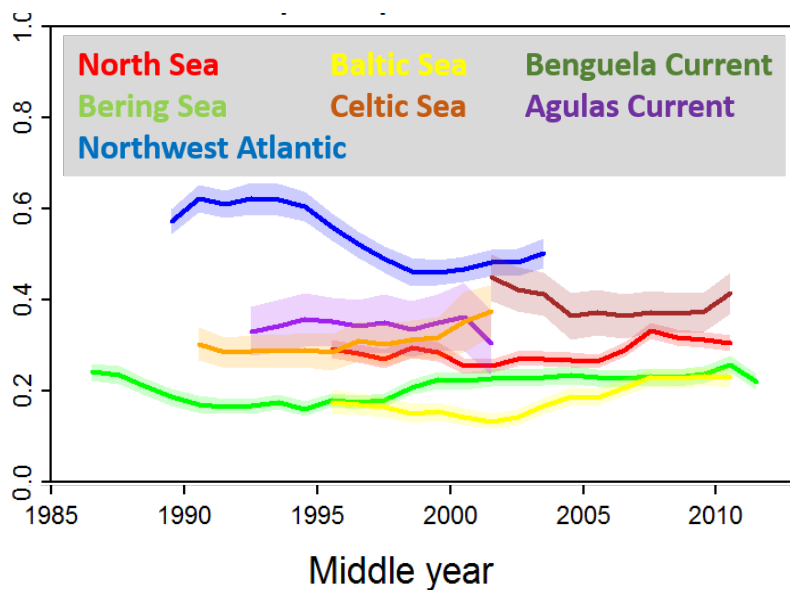 1.0
North Sea Baltic Sea Benguela Current
Bering Sea Celtic Sea Agulas Current
Northwest Atlantic
0.8
0.6
0.4
0.2
0.0
1985 1990 1995 2000 2005 2010
Middle year